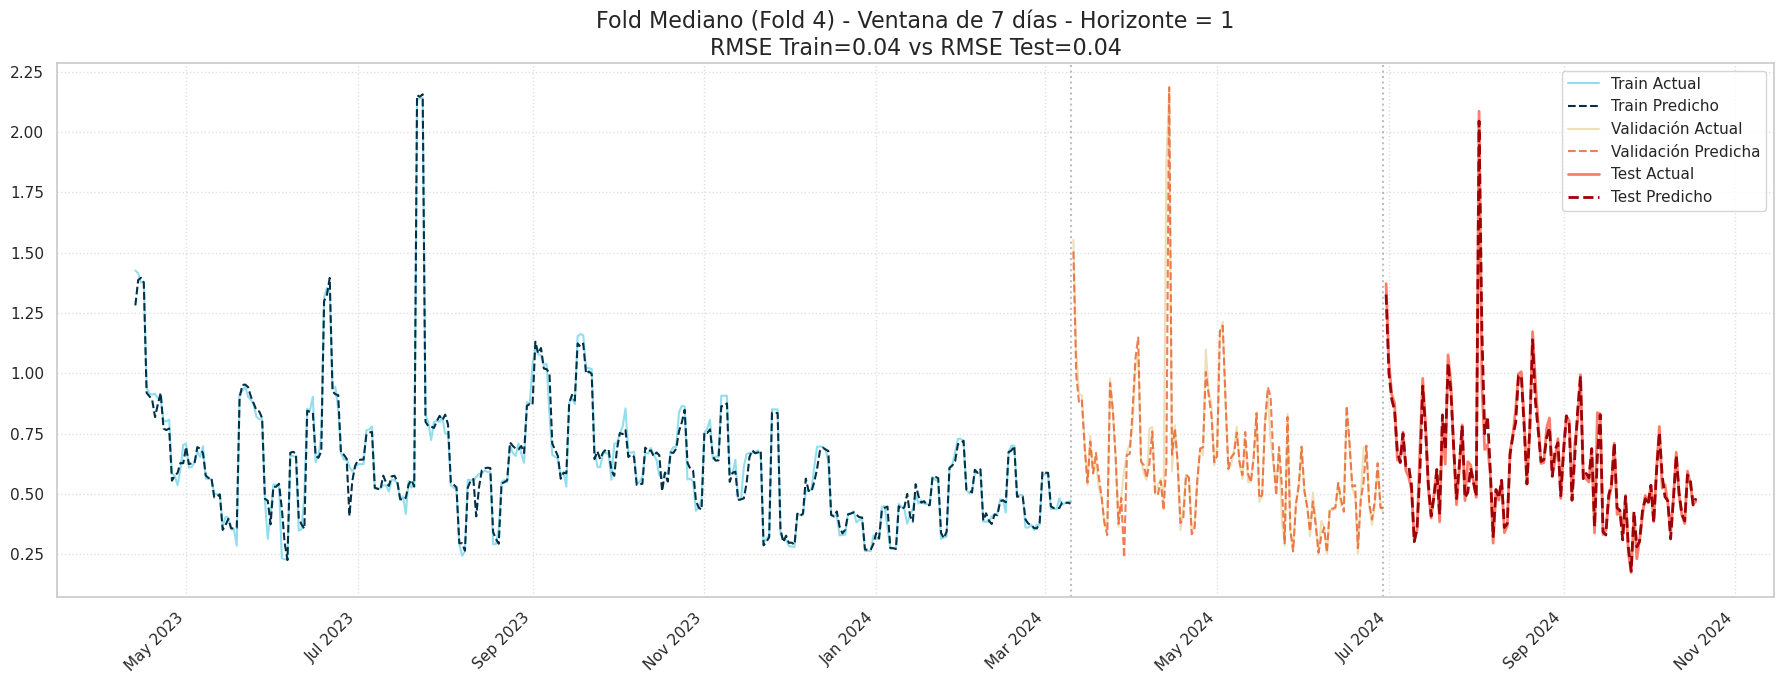 Fold Mediano (Fold 4) - Ventana de 7 días - Horizonte = 1
RMSE Train=0.04 vs RMSE Test=0.04
2.25
2.00
1.75
1.50
1.25
1.00
0.75
0.50
0.25
Train Actual
Train Predicho
Validación Actual
Validación Predicha
Test Actual
Test Predicho
May 2023
Jul 2023
Sep 2023
Nov 2023
Jan 2024
Mar 2024
May 2024
Jul 2024
Sep 2024
Nov 2024